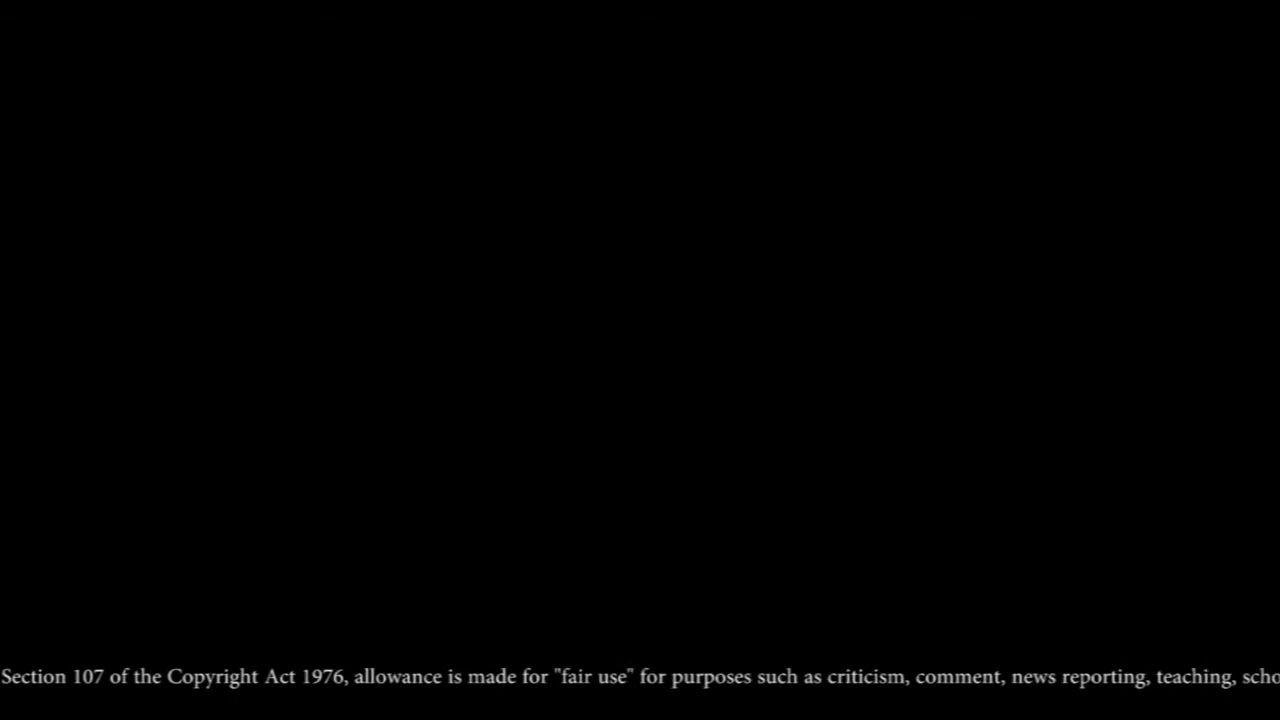 Section 107 of the Copyright Act 1976, allowance is made for "fair use" for purposes such as criticism, comment, news reporting, teaching, scho